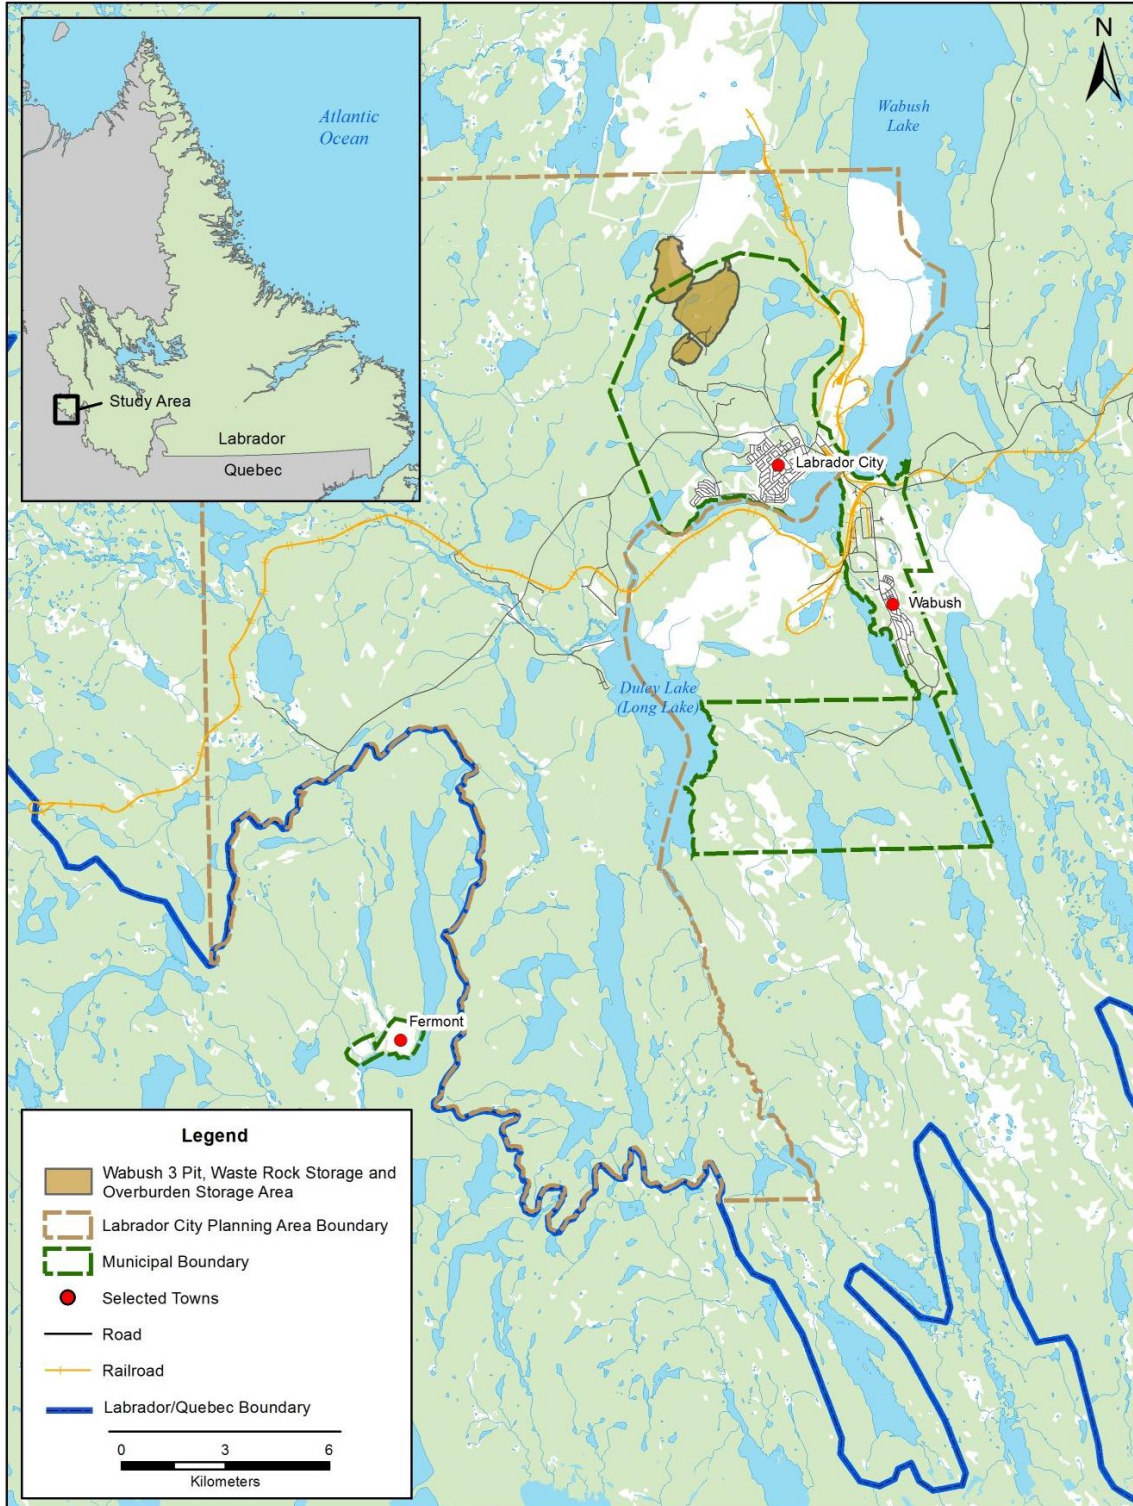 N
Atlantic
Ocean
Wabush
Lake
Study Area
Labrador
Quebec
Labrador City
Wabush
Duley Lake
(Long Lake)
Fermont
Legend
Wabush 3 Pit, Waste Rock Storage and
Overburden Storage Area
Labrador City Planning Area Boundary
Municipal Boundary
Selected Towns
Road
Railroad
Labrador/Quebec Boundary
0 3 6
Kilometers